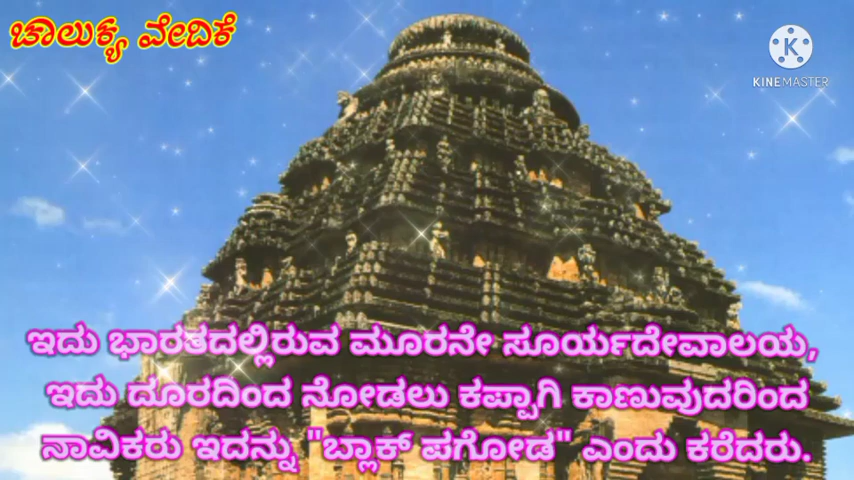 ಚಾಲುಕ್ಯ ವೇದಿಕೆ
KINEMASTER
ಇದು ಭಾರತದಲ್ಲಿರುವ ಮೂರನೇ ಸೂರ್ಯದೇವಾಲಯ,
ಇದು ದೂರದಿಂದ ನೋಡಲು ಕಪ್ಪಾಗಿ ಕಾಣುವುದರಿಂದ
ನಾವಿಕರು ಇದನ್ನು "ಬ್ಲಾಕ್ ಪಗೋಡ" ಎಂದು ಕರೆದರು.